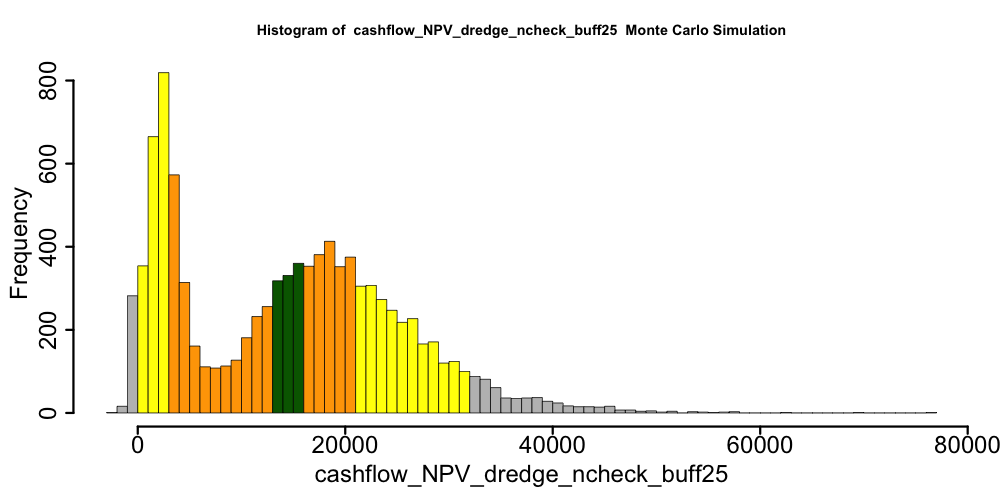 Histogram of  cashflow_NPV_dredge_ncheck_buff25  Monte Carlo Simulation
800
600
400
200
0
Frequency
0 20000 40000 60000 80000
cashflow_NPV_dredge_ncheck_buff25